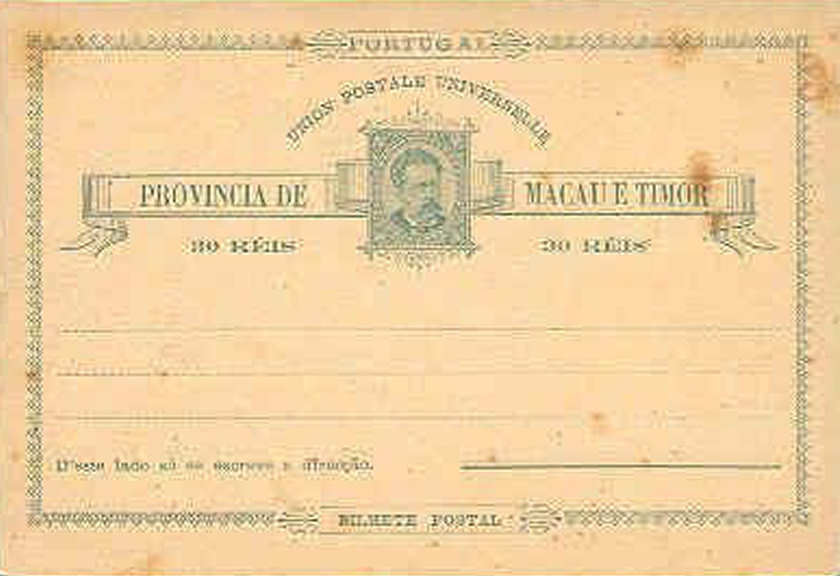 PORTUGAL
UNION POSTALE UNIVERSELLE
PROVINCIA DE MACAU E TIMOR
30 RÉIS 30 RÉIS
D'este lado só se escreve a direcção.
BILHETE POSTAL